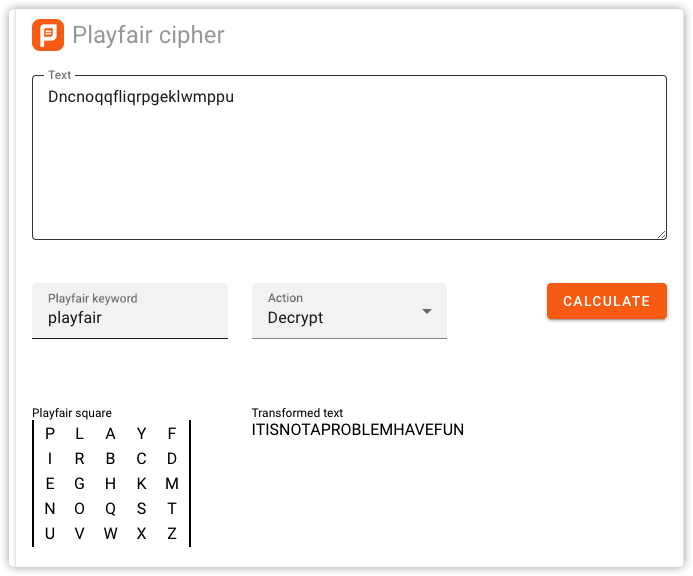 Playfair cipher
Text
Dncnoqqfliqrpgeklwmppu
Playfair keyword
playfair
Action
Decrypt
CALCULATE
Playfair square
P L A Y F
I R B C D
E G H K M
N O Q S T
U V W X Z
Transformed text
ITISNOTAPROBLEMHAVEFUN